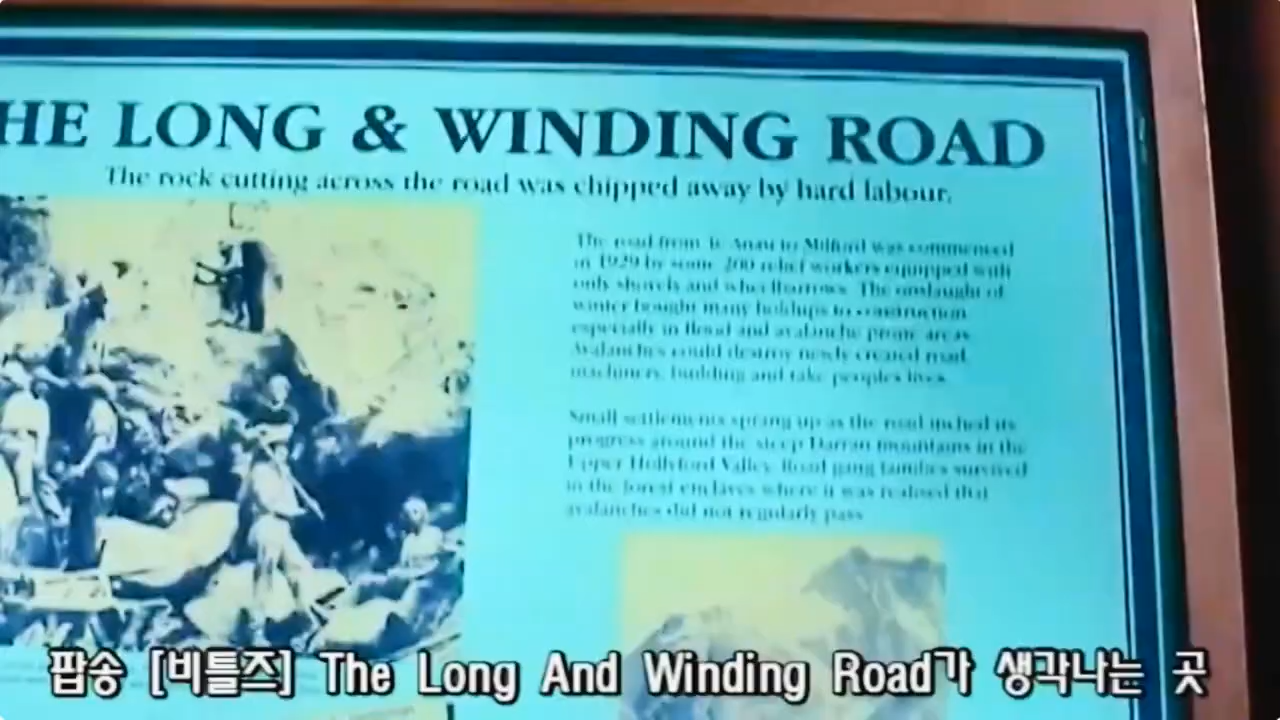 HE LONG & WINDING ROAD
The rock cutting across the road was chipped away by hard labour.
The road from Te Anau to Milford was commenced
in 1929 by some 200 relief workers equipped with
only shovels and wheelbarrows. The onslaught of
winter bought many holdups to construction
especially in flood and avalanche prone areas.
Avalanches could destroy newly created road,
machinery, building and take peoples lives.
Small settlements sprang up as the road inched its
progress around the steep Darran mountains in the
Upper Hollyford Valley. Road gang families survived
in the forest enclaves where it was realised that
avalanches did not regularly pass.
팝송 [비틀즈] The Long And Winding Road가 생각나는 곳